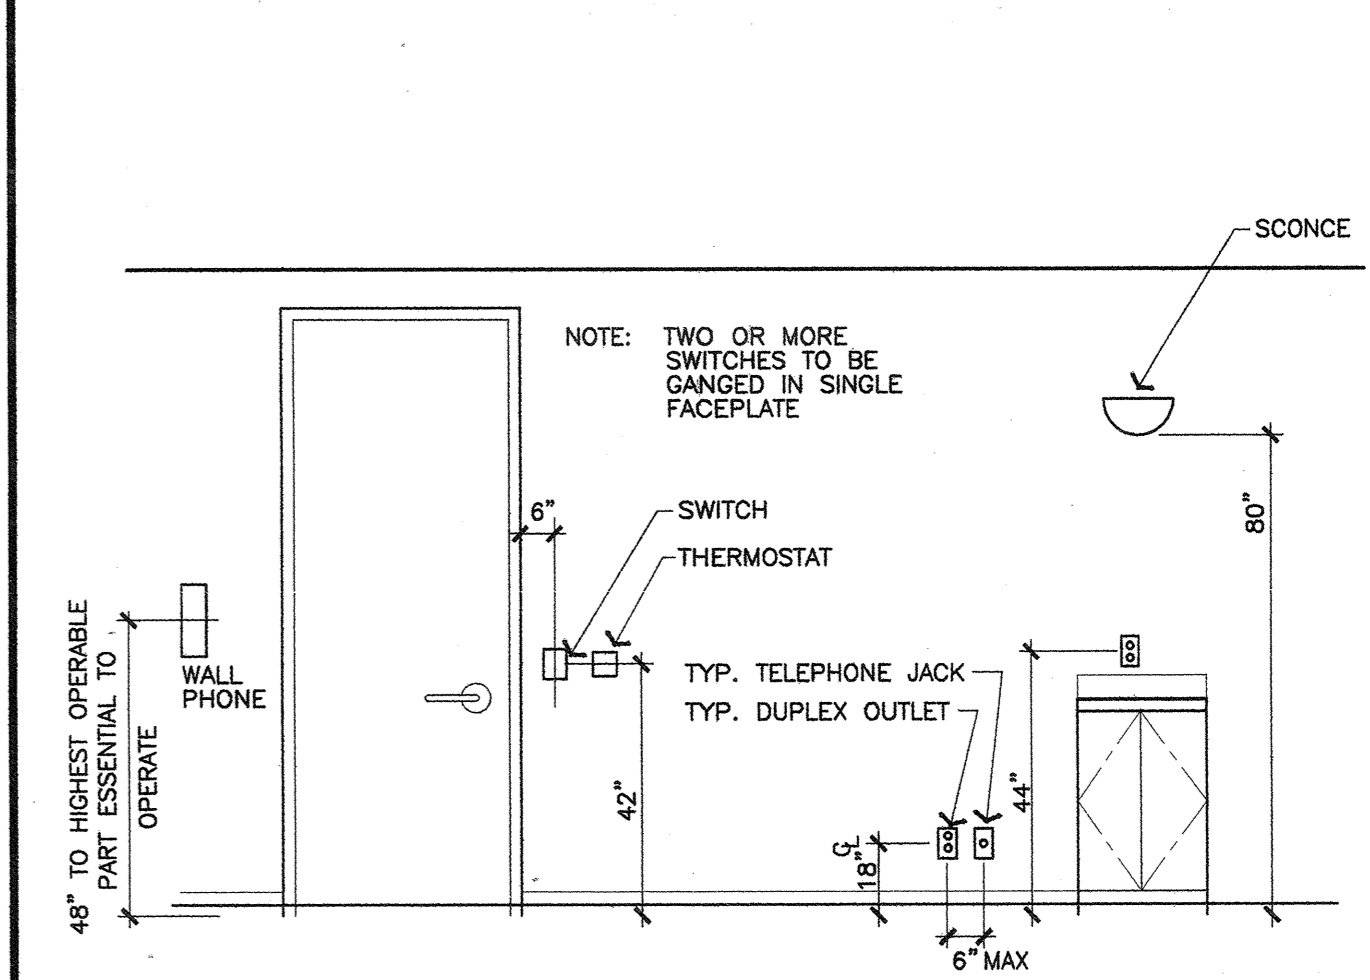 SCONCE
NOTE: TWO OR MORE
SWITCHES TO BE
GANGED IN SINGLE
FACEPLATE
6"
SWITCH
THERMOSTAT
80"
48" TO HIGHEST OPERABLE
PART ESSENTIAL TO
OPERATE
WALL
PHONE
TYP. TELEPHONE JACK
TYP. DUPLEX OUTLET
42"
44"
CL
18"
6" MAX